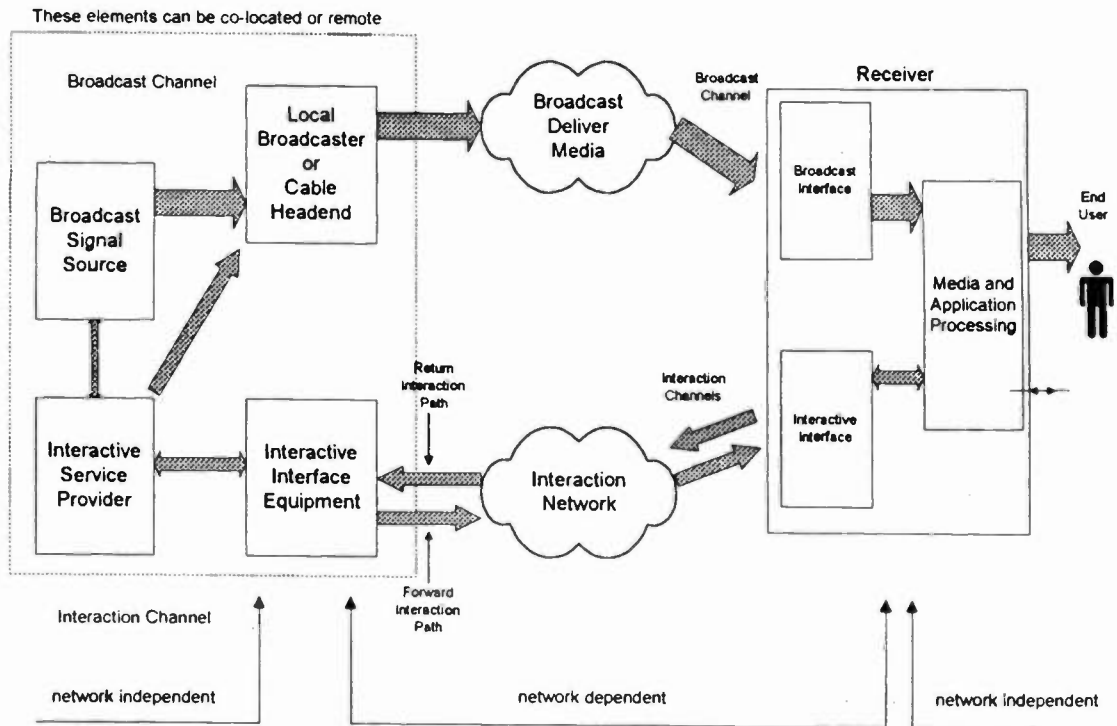 These elements can be co-located or remote
Broadcast Channel
Local
Broadcaster
or
Cable
Headend
Broadcast
Signal
Source
Broadcast
Deliver
Media
Broadcast
Channel
Receiver
Broadcast
Interface
Media and
Application
Processing
End
User
Interactive
Service
Provider
Interactive
Interface
Equipment
Return
Interaction
Path
Interaction
Network
Interaction
Channels
Interactive
Interface
Forward
Interaction
Path
Interaction Channel
network independent
network dependent
network independent